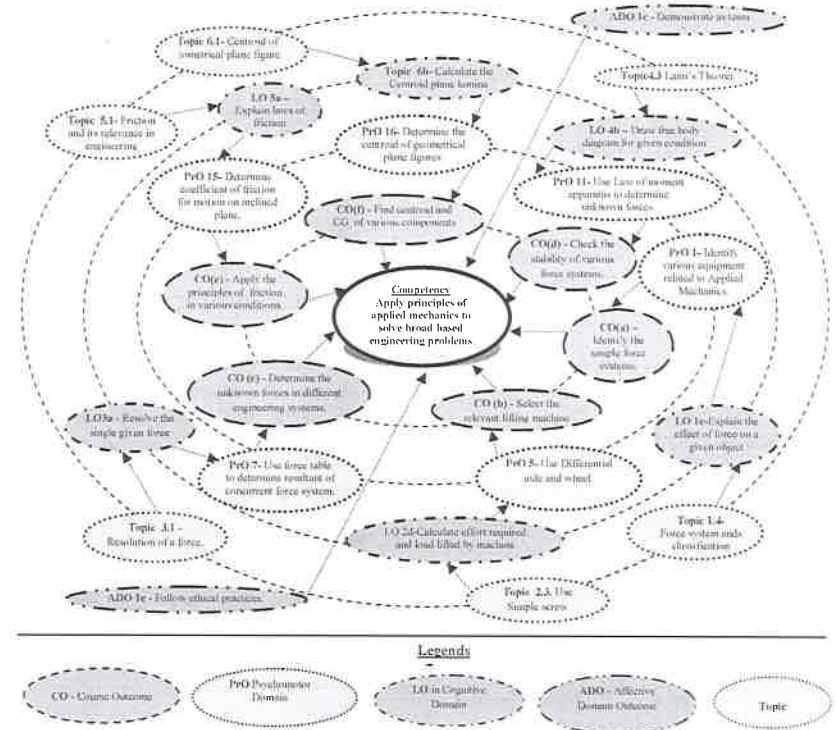 ADO 1c - Demonstrate as team
Topic 6.1- Centroid of
plane figure.
Topic 6b- Calculate the
Centroid plane lamina
Topic4.3 Lami's
LO 5a –
Explain laws of
friction
Topic 5.1- Friction
and its relevance in
engineering
PrO 16- Determine the
centroid of geometrical
plane figures
LO 4b – Draw free body
diagram for given condition
PrO 15- Determine
coefficient of friction
for motion on inclined
plane.
PrO 11- Use Law of moment
apparatus to determine
unknown forces.
CO(f) - Find centroid and
CG of various components
CO(d) - Check the
stability of various
force systems.
PrO 1- Identify
various equipment
related to Applied
Mechanics.
CO(e) - Apply the
principles of friction
in various conditions.
Competency
Apply principles of
applied mechanics to
solve broad based
engineering problems
CO(a) –
Identify the
simple force
systems.
CO (c) - Determine the
unknown forces in different
engineering systems.
CO (b) - Select the
relevant lifting machine
LO3a - Resolve the
single given force
LO 1e-Explain the
effect of force on a
given object
PrO 7- Use force table
to determine resultant of
concurrent force system.
PrO 5- Use Differential
axle and wheel
Topic 3.1 –
Resolution of a force.
LO 2d-Calculate effort required
and load lifted by machine
Topic 1.4-
Force system ands
classification
ADO 1e - Follows ethical practices.
Topic 2.3. Use
Simple screw
Legends
CO - Course Outcome
PrO Psychomotor
Domain
LO in Cognitive
Domain
ADO - Affective
Domain Outcome
Topic